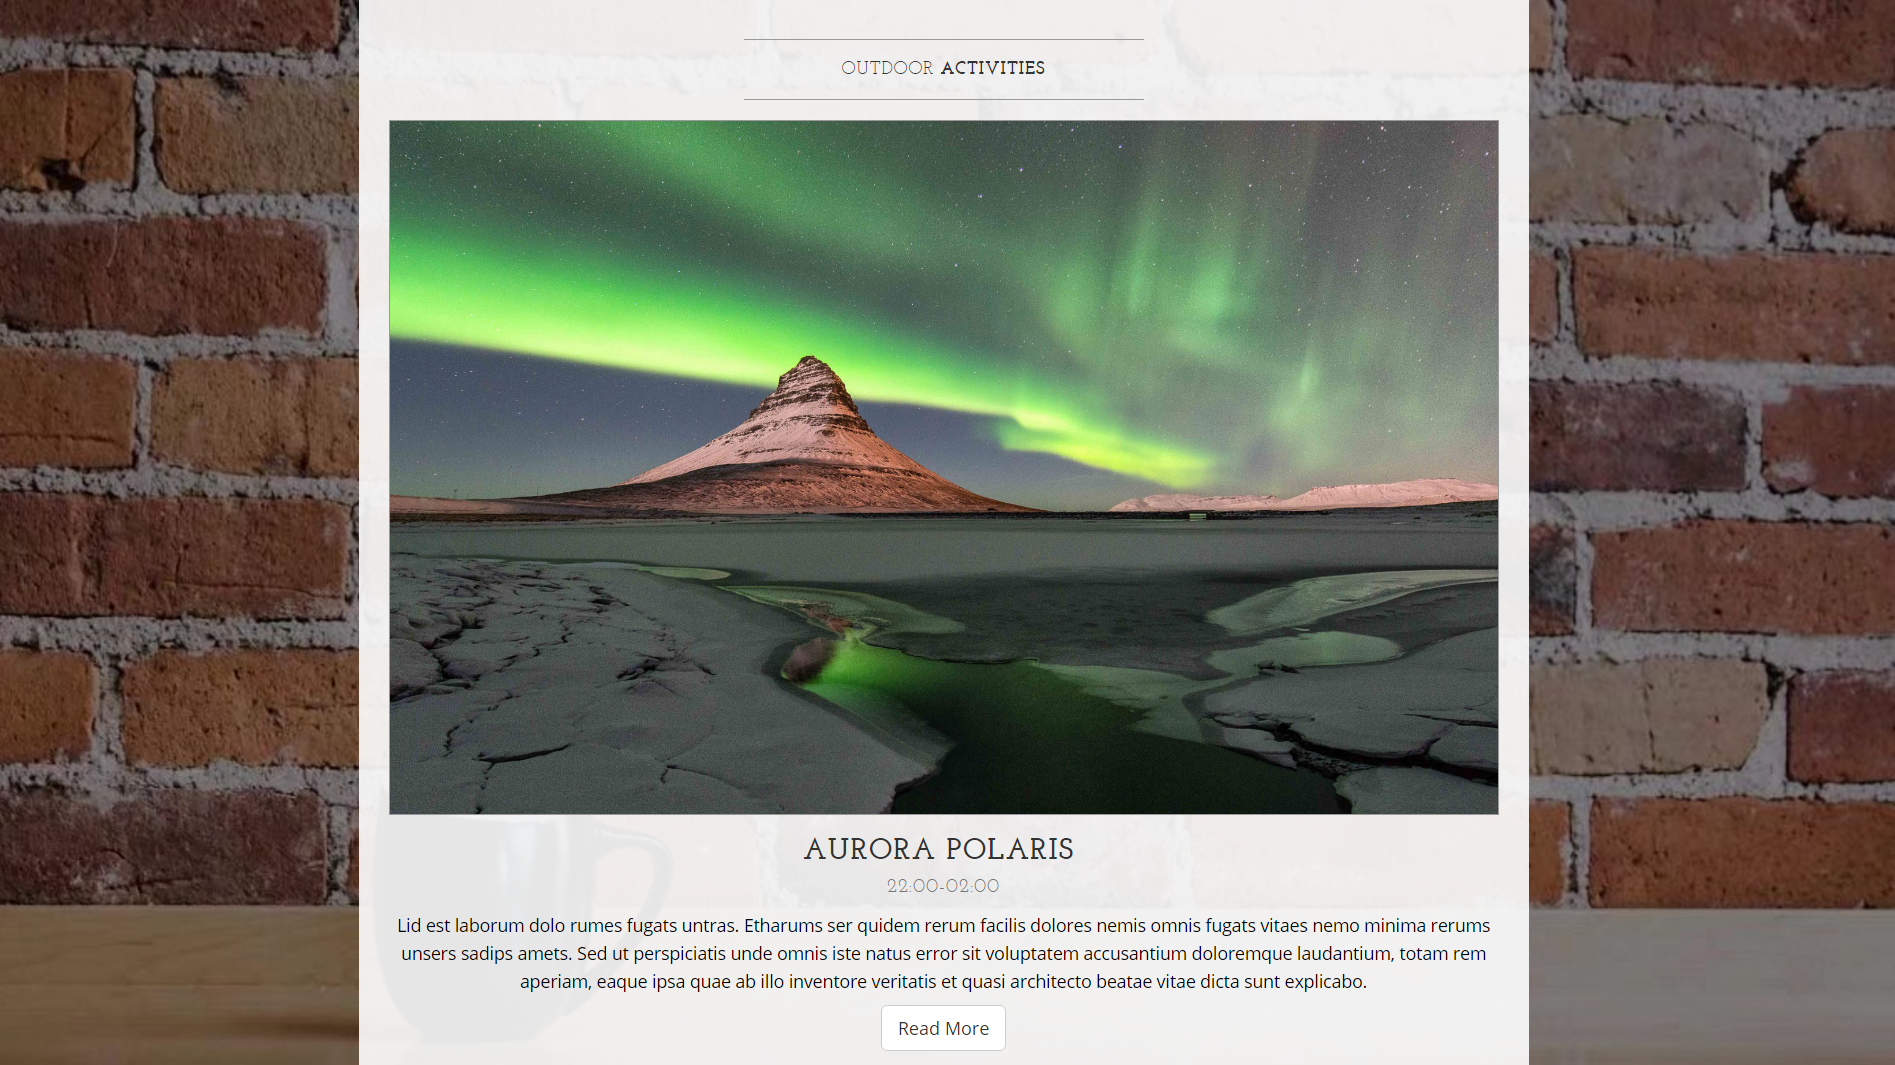 OUTDOOR ACTIVITIES
AURORA POLARIS
22:00-02:00
Lid est laborum dolo rumes fugats untras. Etharums ser quidem rerum facilis dolores nemis omnis fugats vitaes nemo minima rerums
unsers sadips amets. Sed ut perspiciatis unde omnis iste natus error sit voluptatem accusantium doloremque laudantium, totam rem
aperiam, eaque ipsa quae ab illo inventore veritatis et quasi architecto beatae vitae dicta sunt explicabo.
Read More